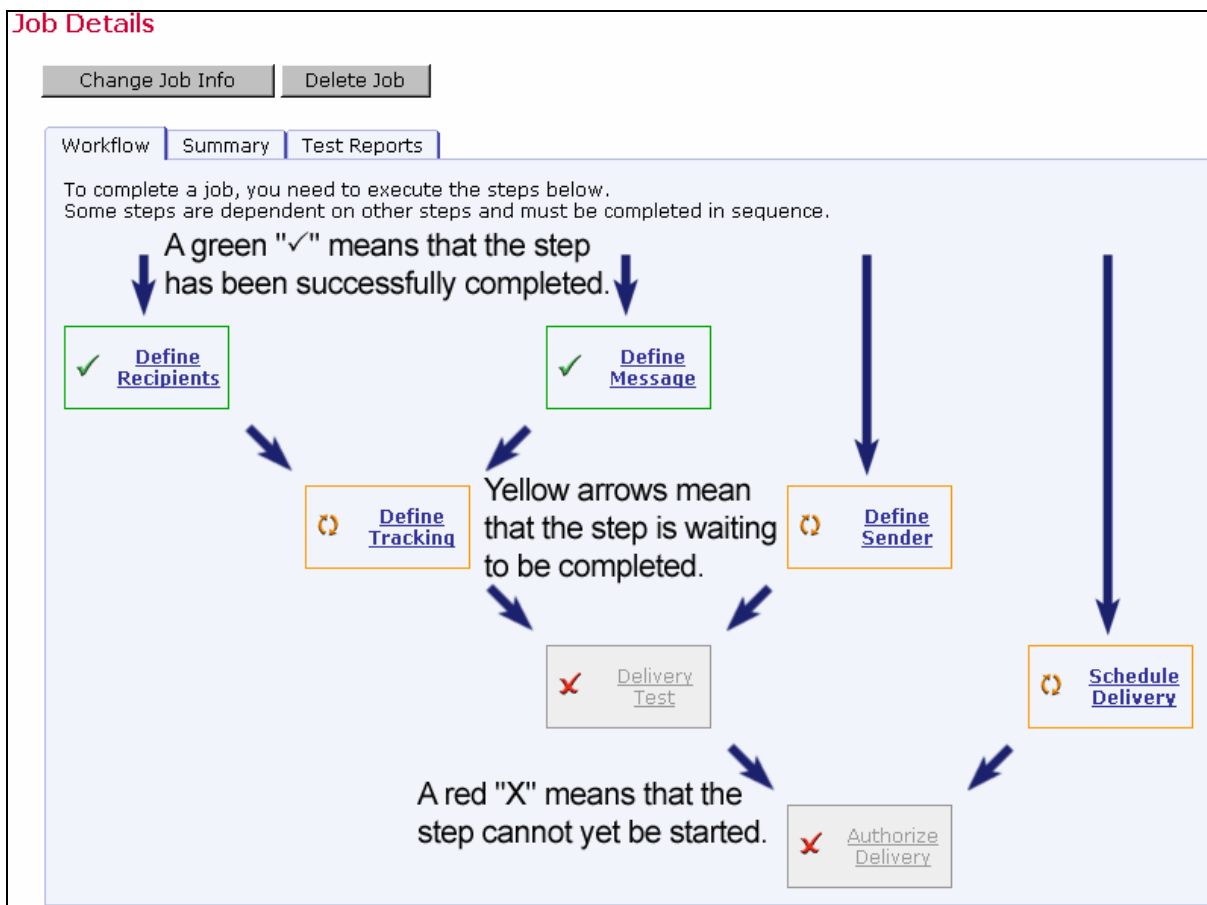 Job Details
Change Job Info
Delete Job
Workflow
Summary
Test Reports
To complete a job, you need to execute the steps below.
Some steps are dependent on other steps and must be completed in sequence.
A green "✓" means that the step
has been successfully completed.
Define
Recipients
Define
Message
Define
Tracking
Yellow arrows mean
that the step is waiting
to be completed.
Define
Sender
Delivery
Test
Schedule
Delivery
A red "X" means that the
step cannot yet be started.
Authorize
Delivery